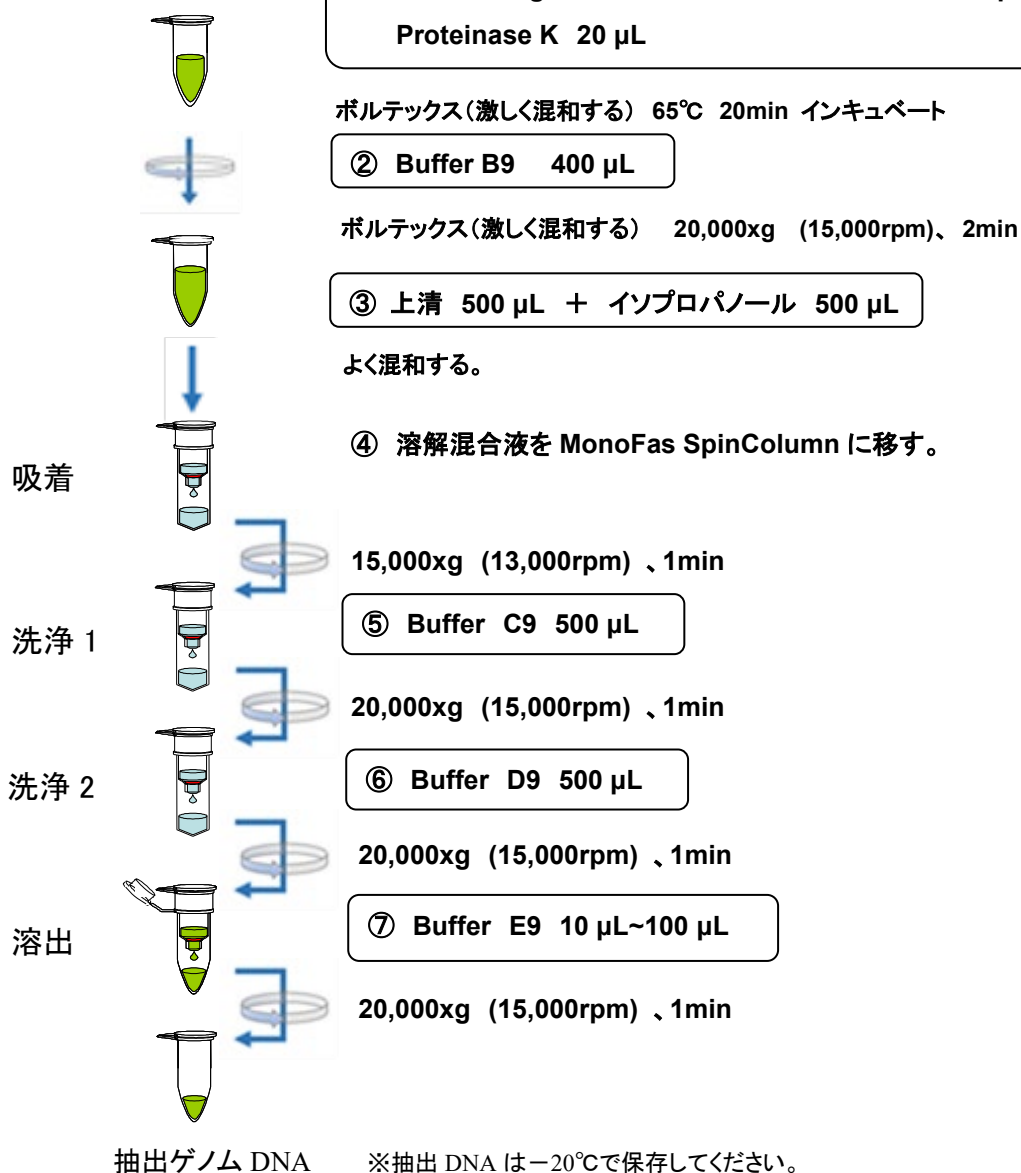 Proteinase K 20 µL
ボルテックス（激しく混和する） 65℃ 20min インキュベート
② Buffer B9 400 µL
ボルテックス（激しく混和する） 20,000xg (15,000rpm)、2min
③ 上清 500 µL ＋ イソプロパノール 500 µL
よく混和する。
④ 溶解混合液を MonoFas SpinColumn に移す。
吸着
15,000xg (13,000rpm) 、1min
⑤ Buffer C9 500 µL
洗浄 1
20,000xg (15,000rpm) 、1min
⑥ Buffer D9 500 µL
洗浄 2
20,000xg (15,000rpm) 、1min
⑦ Buffer E9 10 µL~100 µL
溶出
20,000xg (15,000rpm) 、1min
抽出ゲノム DNA ※抽出 DNA は－20℃で保存してください。